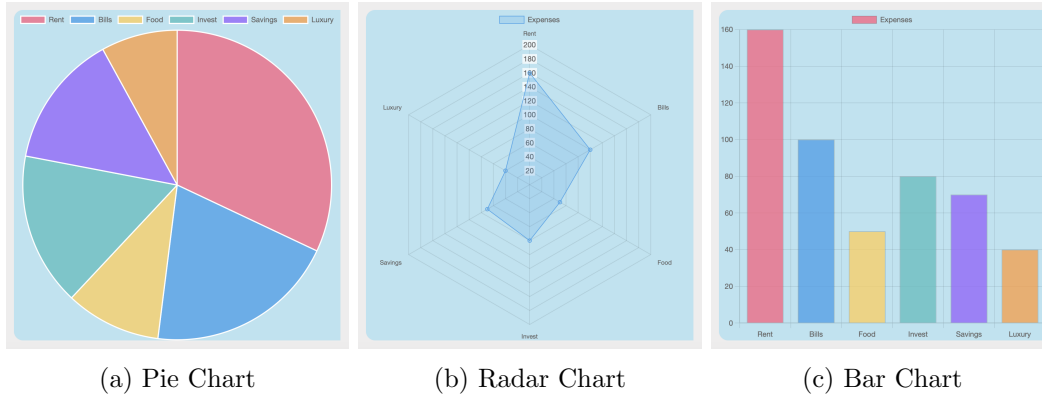 Rent Bills Food Invest Savings Luxury
Expenses
Rent
200
180
160
140
120
100
80
60
40
20
Luxury
Bills
Savings
Food
Invest
Expenses
160
140
120
100
80
60
40
20
0
Rent Bills Food Invest Savings Luxury
(a) Pie Chart
(b) Radar Chart
(c) Bar Chart